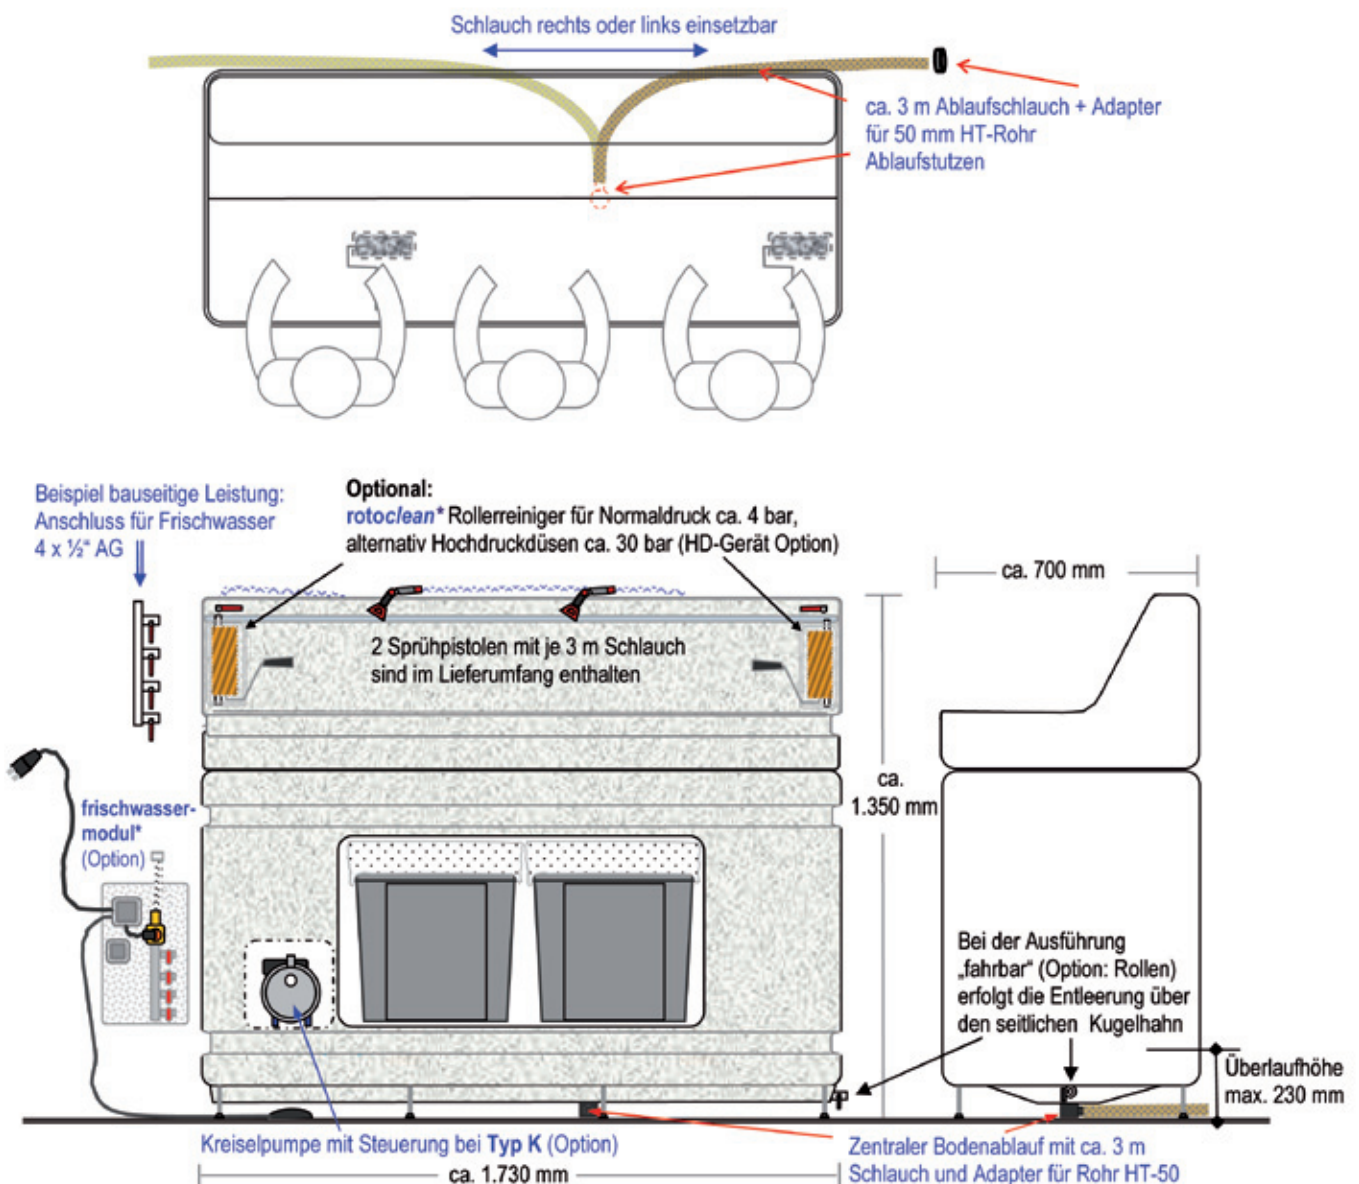 Schlauch rechts oder links einsetzbar
ca. 3 m Ablaufschlauch + Adapter
für 50 mm HT-Rohr
Ablaufstutzen
Beispiel bauseitige Leistung:
Anschluss für Frischwasser
4 x ½“ AG
Optional:
rotoclean* Rollerreiniger für Normaldruck ca. 4 bar,
alternativ Hochdruckdüsen ca. 30 bar (HD-Gerät Option)
ca. 700 mm
2 Sprühpistolen mit je 3 m Schlauch
sind im Lieferumfang enthalten
ca.
1.350 mm
frischwasser-
modul*
(Option)
Bei der Ausführung
„fahrbar“ (Option: Rollen)
erfolgt die Entleerung über
den seitlichen Kugelhahn
Überlaufhöhe
max. 230 mm
Kreiselpumpe mit Steuerung bei Typ K (Option)
ca. 1.730 mm
Zentraler Bodenablauf mit ca. 3 m
Schlauch und Adapter für Rohr HT-50